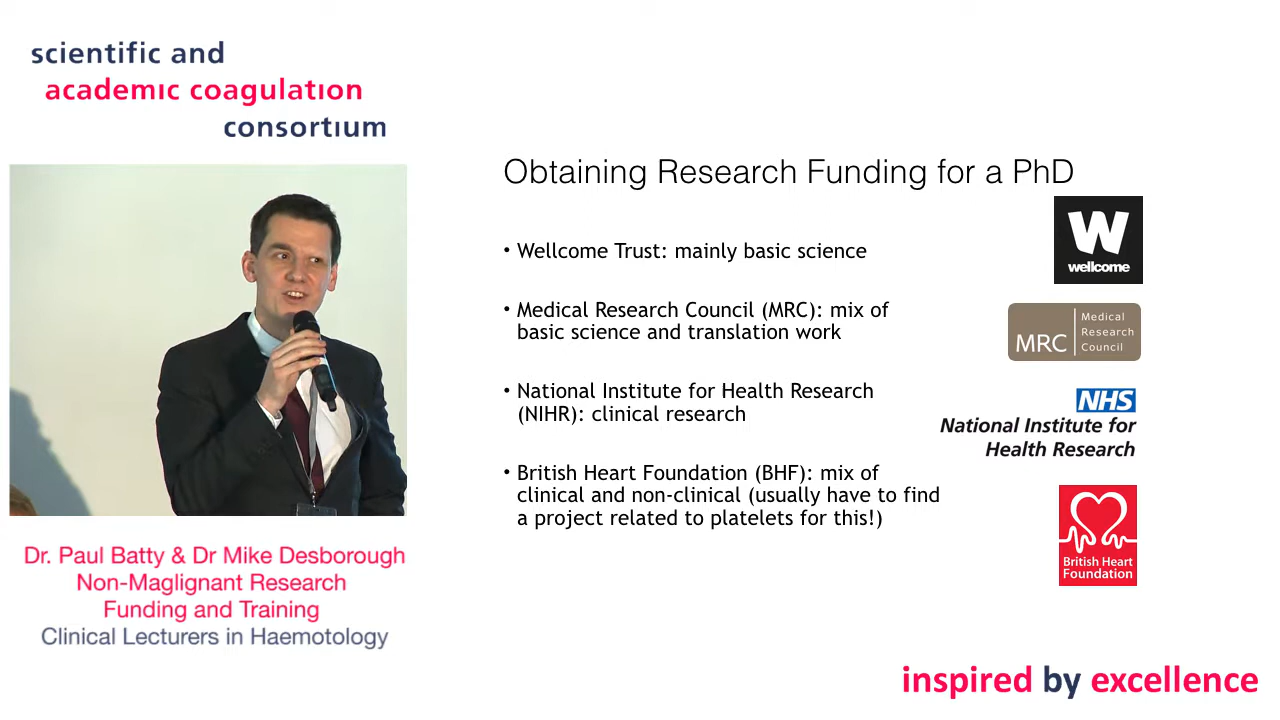 scientific and
academic coagulation
consortium
Obtaining Research Funding for a PhD
• Wellcome Trust: mainly basic science
• Medical Research Council (MRC): mix of
basic science and translation work
• National Institute for Health Research
(NIHR): clinical research
• British Heart Foundation (BHF): mix of
clinical and non-clinical (usually have to find
a project related to platelets for this!)
W
wellcome
MRC
Medical
Research
Council
NHS
National Institute for
Health Research
British Heart
Foundation
Dr. Paul Batty & Dr Mike Desborough
Non-Maglignant Research
Funding and Training
Clinical Lecturers in Haemotology
inspired by excellence